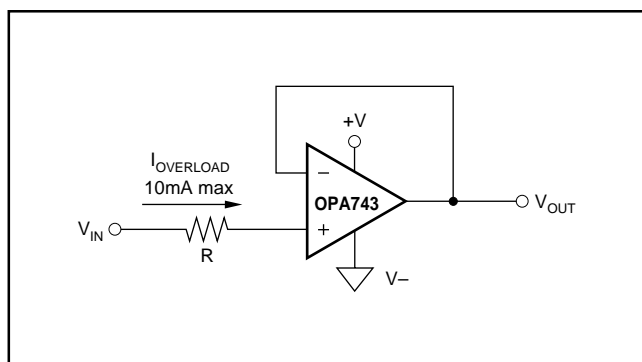 +V
I_OVERLOAD
10mA max
–
OPA743
V_OUT
V_IN
+
R
V–